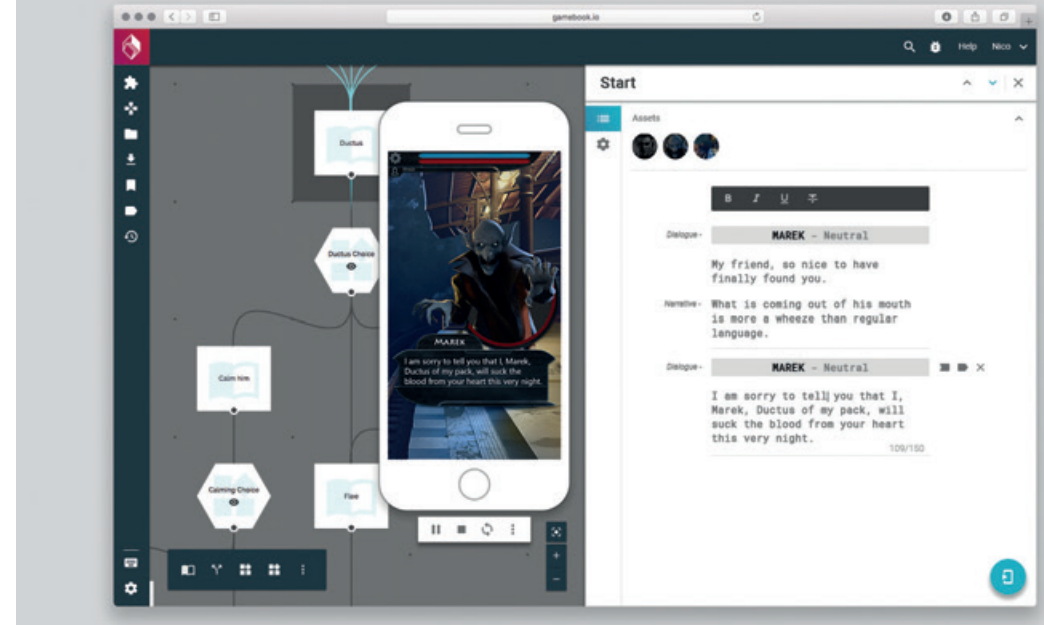 gamebook.io
Help Nico
Start
Assets
B I U T
Ductus
Ductus Choice
Calm him
Calming Choice
Flee
MAREK
I am sorry to tell you that I, Marek,
Ductus of my pack, will suck the
blood from your heart this very night.
Dialogue -
MAREK – Neutral
My friend, so nice to have
finally found you.
Narrative -
What is coming out of his mouth
is more a wheeze than regular
language.
Dialogue -
MAREK – Neutral
I am sorry to tell you that I,
Marek, Ductus of my pack, will
suck the blood from your heart
this very night.
109/150